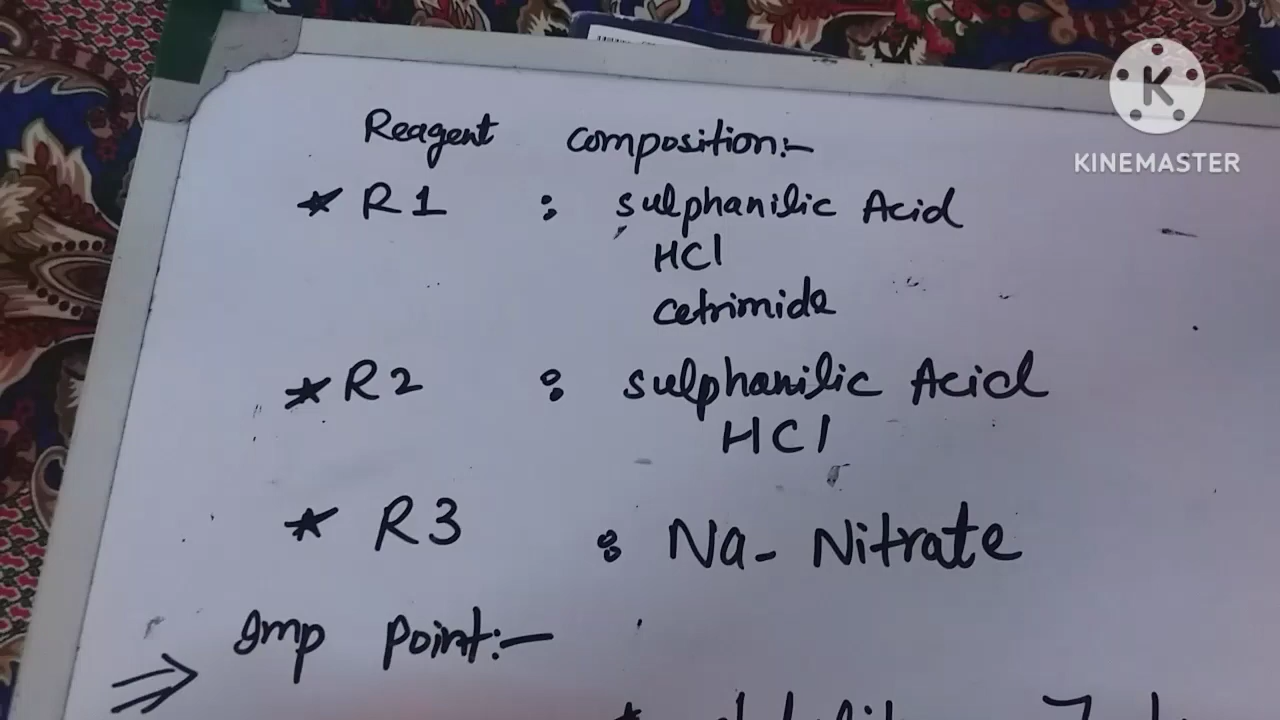 KINEMASTER
Reagent composition:-
* R1 : sulphanilic Acid
HCl
cetrimide
* R2 : sulphanilic Acid
HCl
* R3 : Na- Nitrate
Imp Point:-